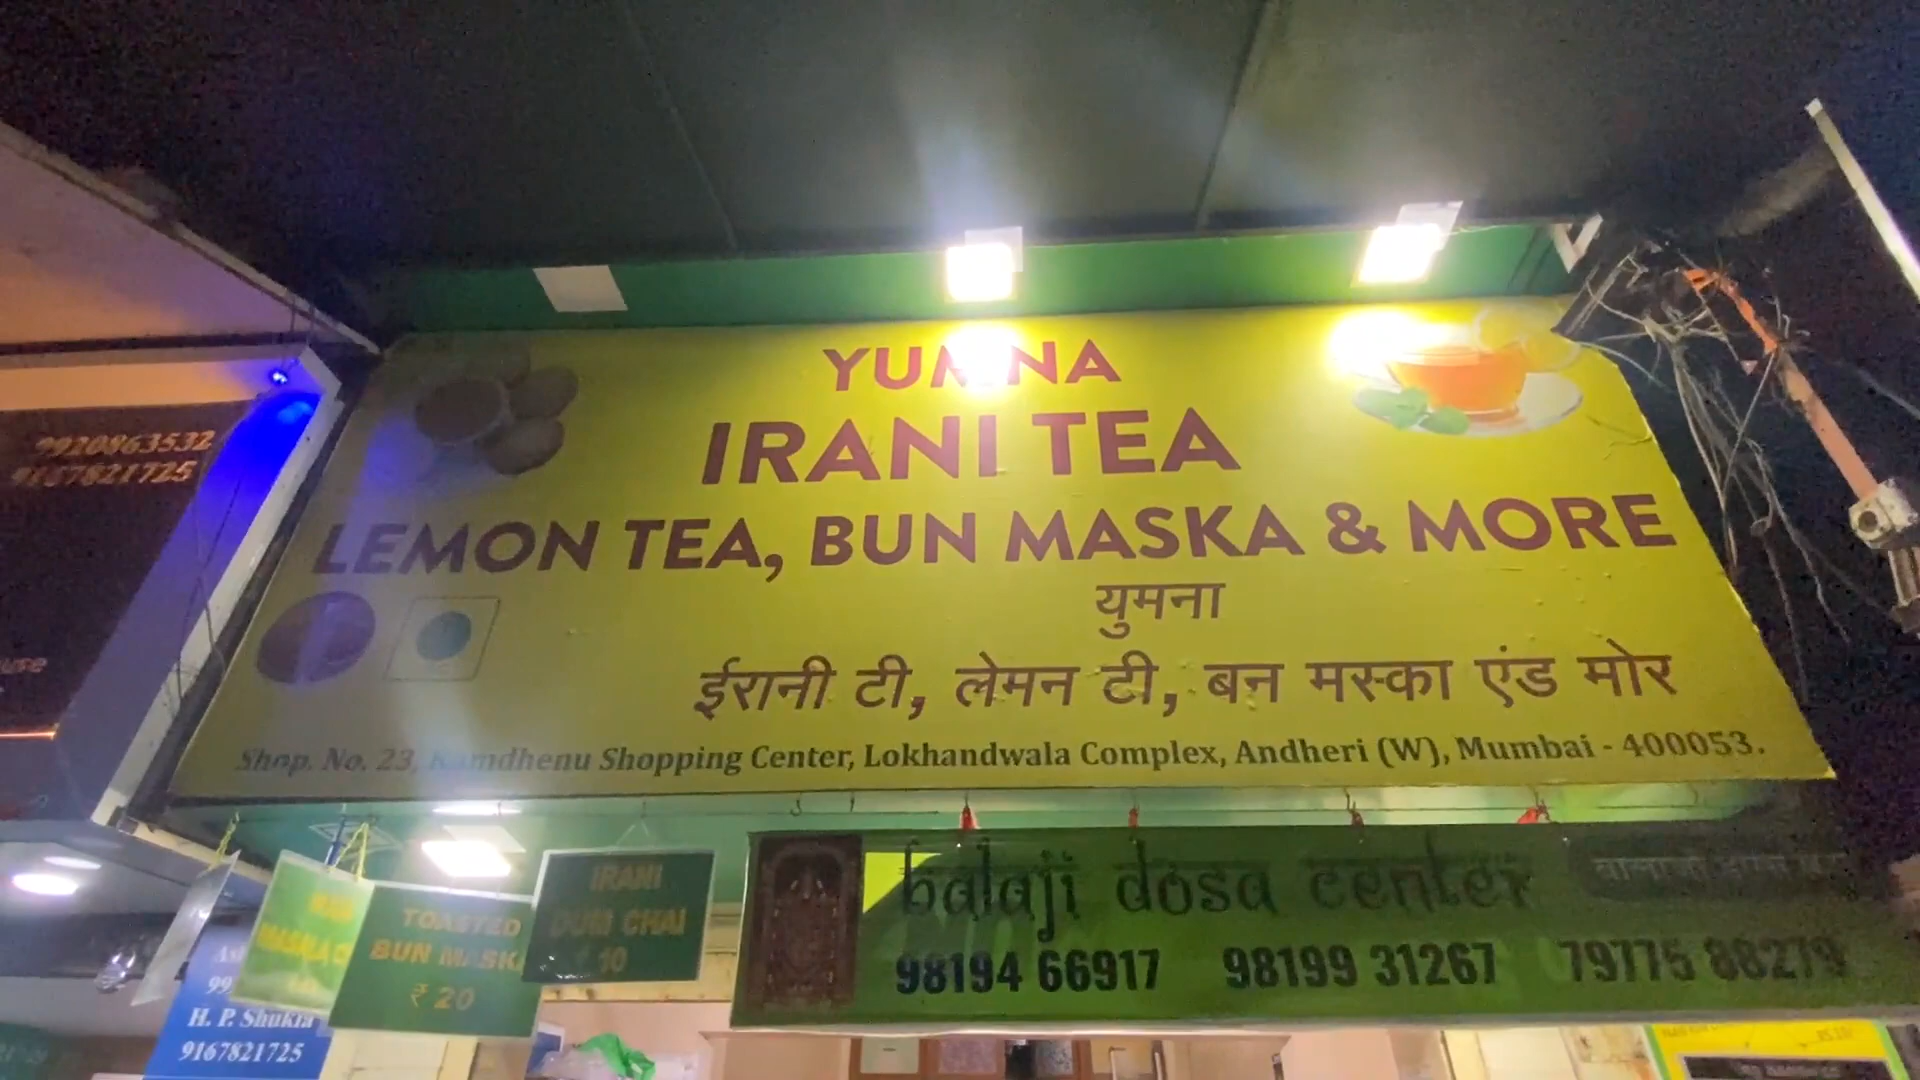 YUMNA
IRANI TEA
LEMON TEA, BUN MASKA & MORE
युमना
ईरानी टी, लेमन टी, बन मस्का एंड मोर
Shop. No. 23, Kamdhenu Shopping Center, Lokhandwala Complex, Andheri (W), Mumbai - 400053.
balaji dosa center
98194 66917 98199 31267 79775 88279
IRANI
DUM CHAI
10
TOASTED
BUN MASKA
₹ 20
MASALA
H. P. Shukla
9167821725
9920863532
9167821725